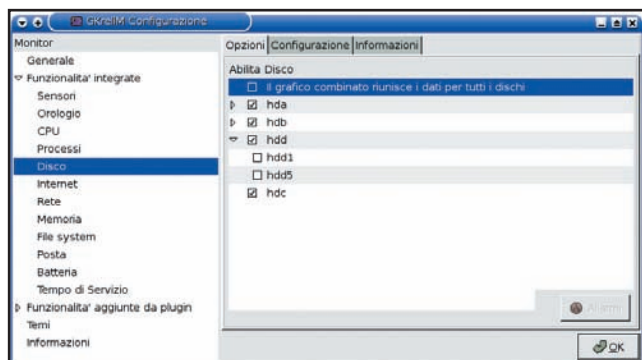 GKrellM Configurazione
Monitor
Generale
Funzionalita' integrate
Sensori
Orologio
CPU
Processi
Disco
Internet
Rete
Memoria
File system
Posta
Batteria
Tempo di Servizio
Funzionalita' aggiunte da plugin
Temi
Informazioni
Opzioni Configurazione Informazioni
Abilita Disco
Il grafico combinato riunisce i dati per tutti i dischi
hda
hdb
hdd
hdd1
hdd5
hdc
Allarmi
OK